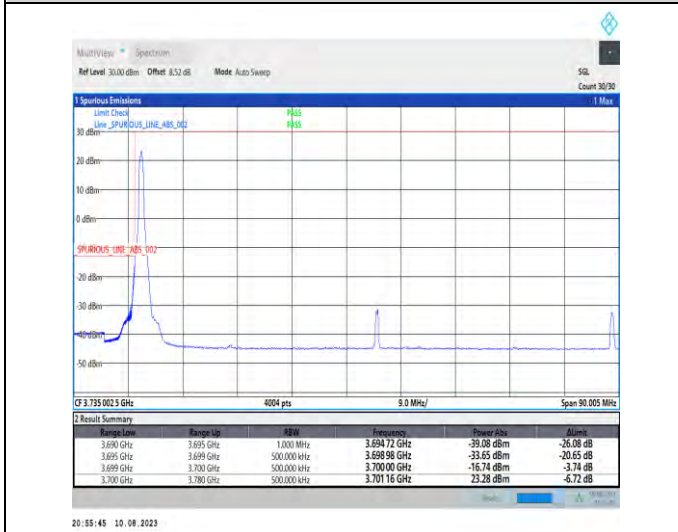 MultiView Spectrum
Ref Level 30.00 dBm Offset 8.52 dB Mode Auto Sweep SGL
Count 30/30
1 Spurious Emissions 1 Max
Limit Check PASS
Line _SPURIOUS_LINE_ABS_002 PASS
30 dBm
20 dBm
10 dBm
0 dBm
SPURIOUS_LINE_ABS_002
-20 dBm
-30 dBm
-40 dBm
-50 dBm
CF 3.735 002 5 GHz 4004 pts 9.0 MHz/ Span 90.005 MHz
2 Result Summary
Range Low Range Up RBW Frequency Power Abs ΔLimit
3.690 GHz 3.695 GHz 1.000 MHz 3.694 72 GHz -39.08 dBm -26.08 dB
3.695 GHz 3.699 GHz 500.000 kHz 3.698 98 GHz -33.65 dBm -20.65 dB
3.699 GHz 3.700 GHz 500.000 kHz 3.700 00 GHz -16.74 dBm -3.74 dB
3.700 GHz 3.780 GHz 500.000 kHz 3.701 16 GHz 23.28 dBm -6.72 dB
20:55:45 10.08.2023